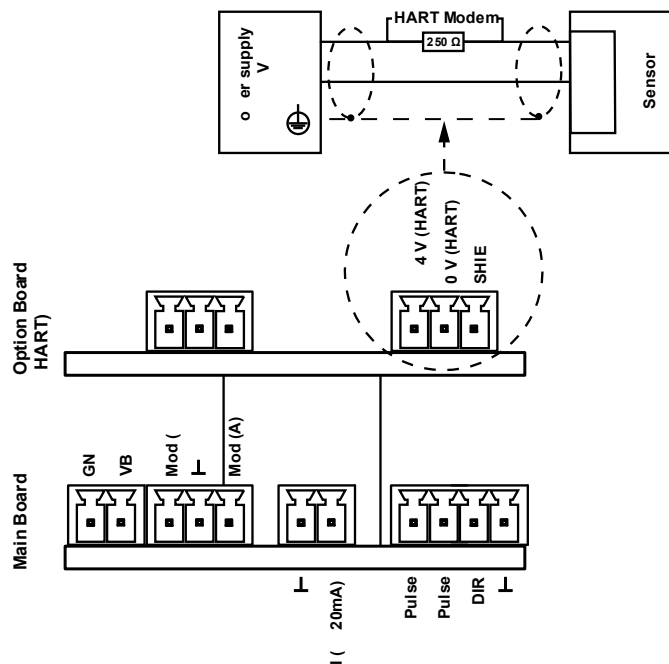 HART Modem
250 Ω
o er supply
V
Sensor
4 V (HART)
0 V (HART)
SHIE
Option Board
HART)
GN
VB
Mod (
⊥
Mod (A)
Main Board
⊥
I ( 20mA)
Pulse
Pulse
DIR
⊥